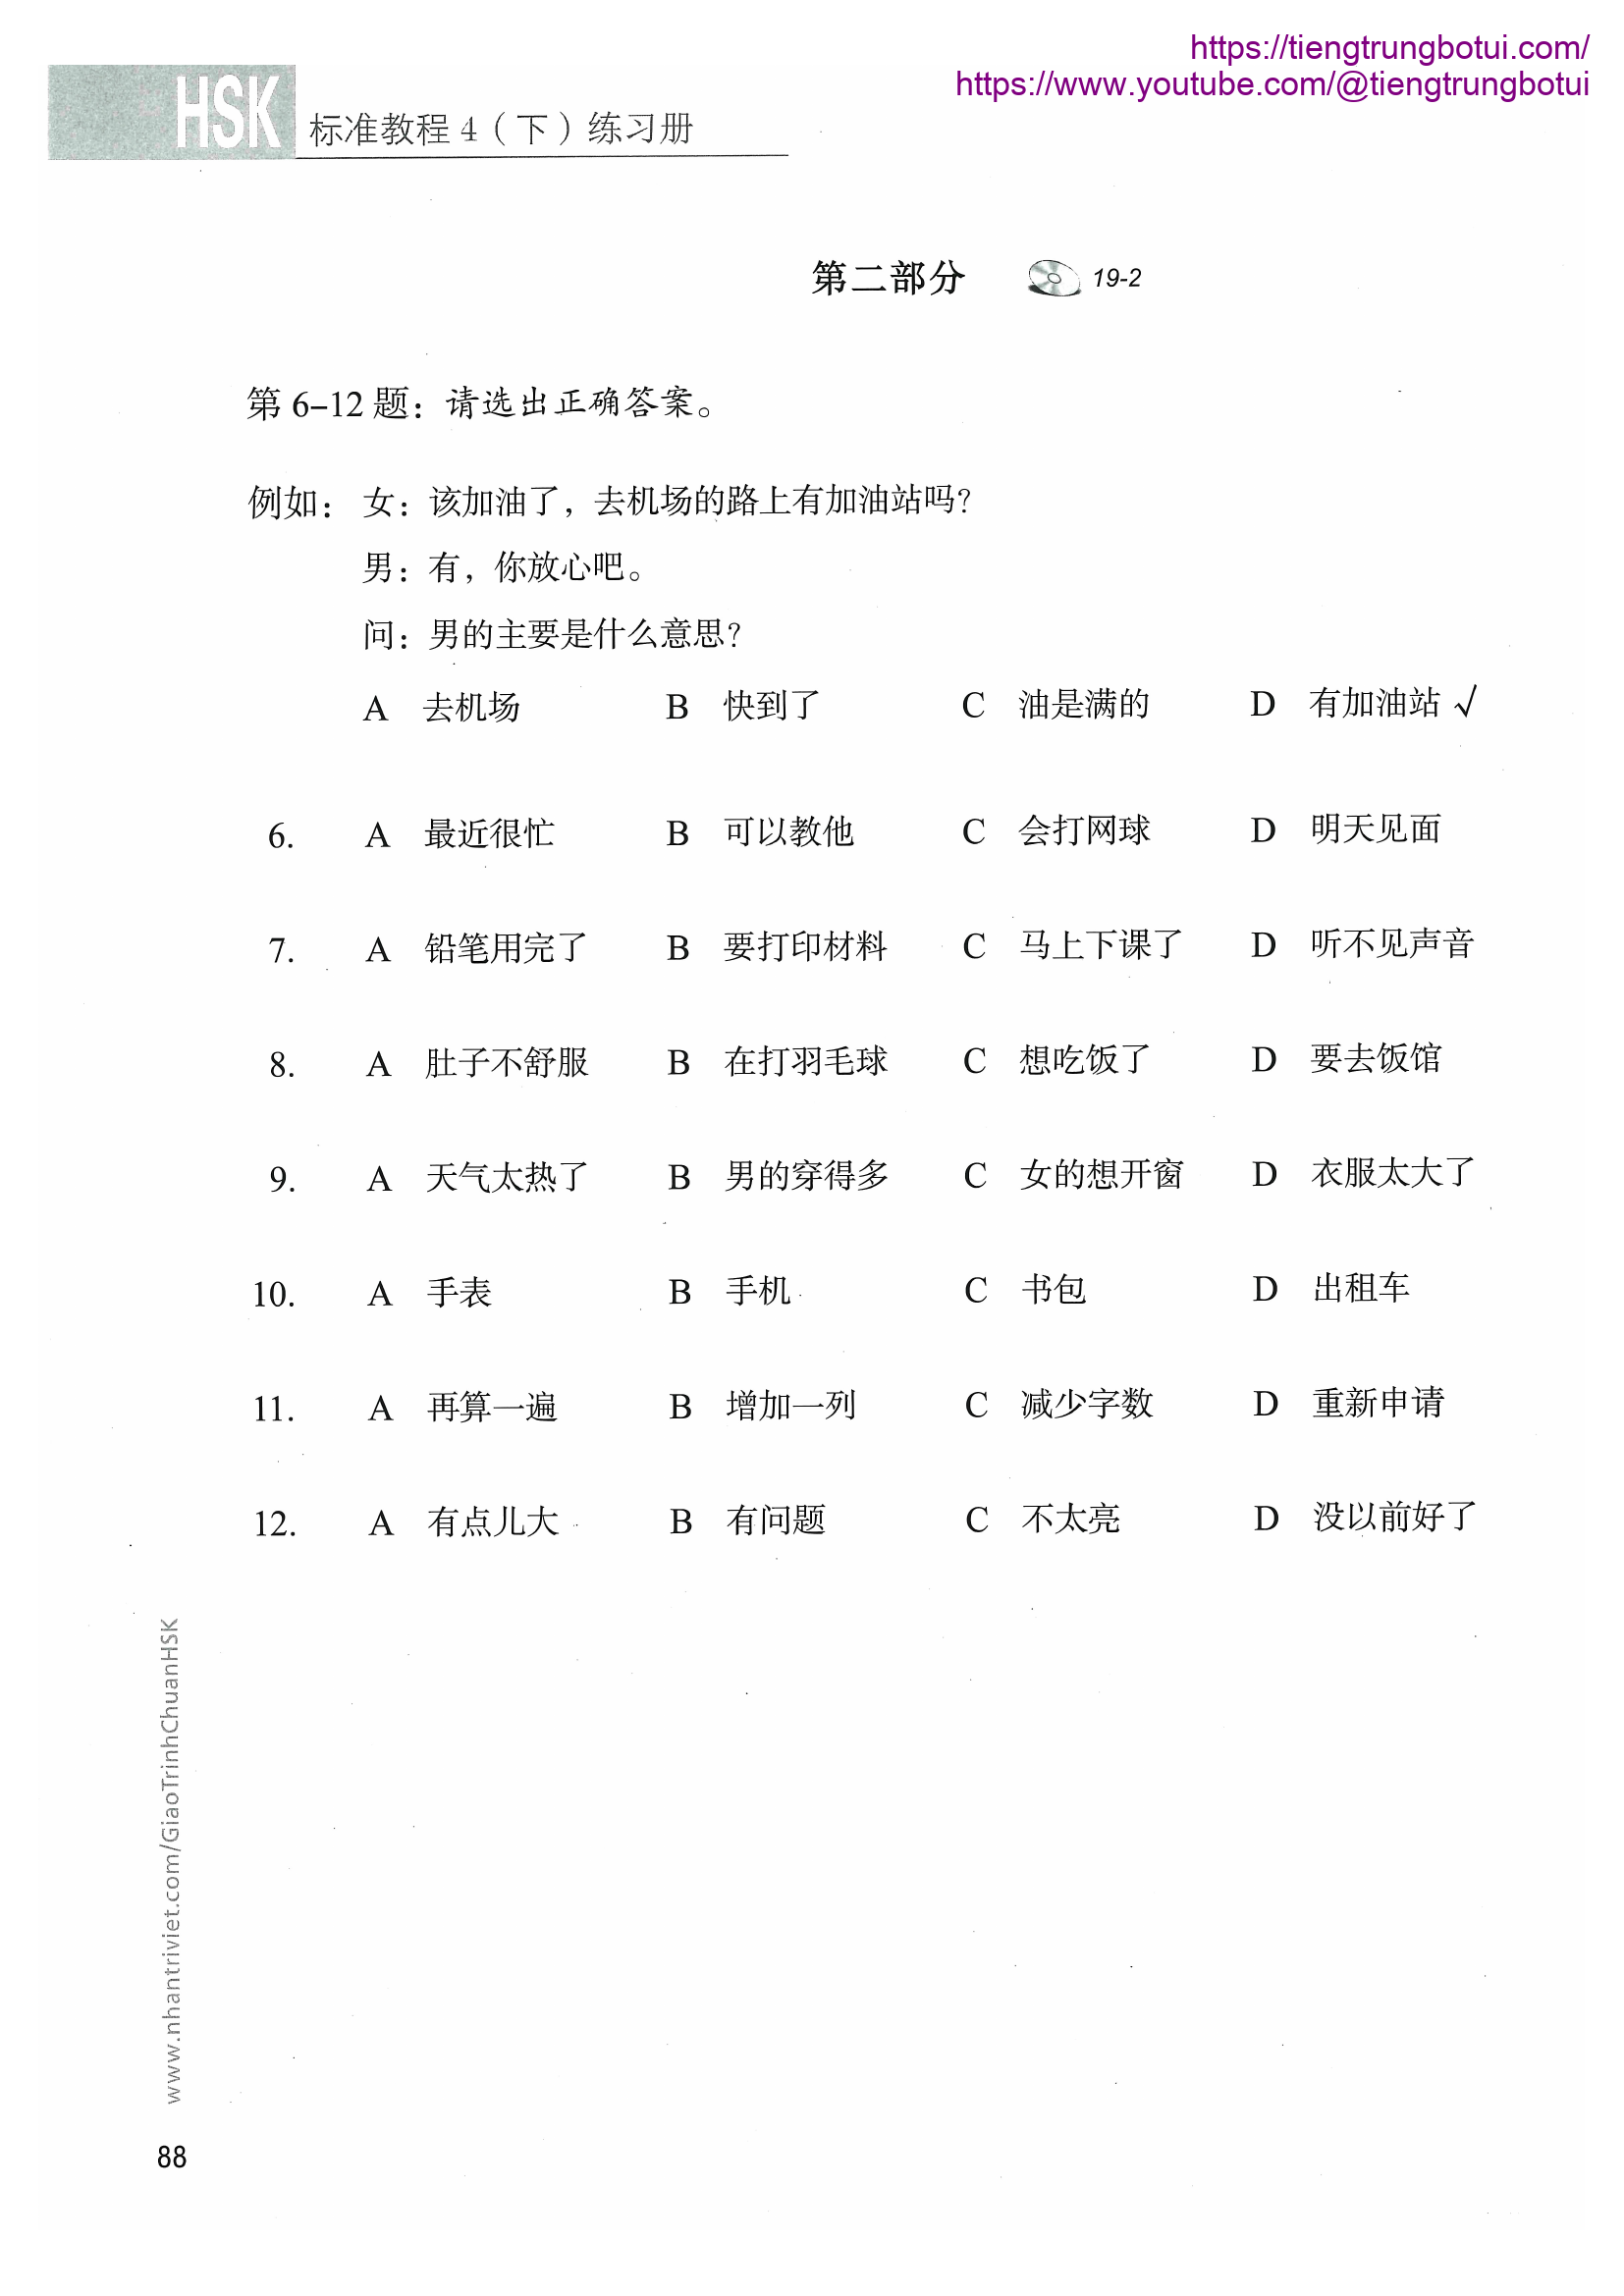 https://tiengtrungbotui.com/
https://www.youtube.com/@tiengtrungbotui
HSK 标准教程 4（下）练习册
第二部分 19-2
第 6–12 题：请选出正确答案。
例如： 女：该加油了，去机场的路上有加油站吗？
男：有，你放心吧。
问：男的主要是什么意思？
A 去机场 B 快到了 C 油是满的 D 有加油站 √
6. A 最近很忙 B 可以教他 C 会打网球 D 明天见面
7. A 铅笔用完了 B 要打印材料 C 马上下课了 D 听不见声音
8. A 肚子不舒服 B 在打羽毛球 C 想吃饭了 D 要去饭馆
9. A 天气太热了 B 男的穿得多 C 女的想开窗 D 衣服太大了
10. A 手表 B 手机 C 书包 D 出租车
11. A 再算一遍 B 增加一列 C 减少字数 D 重新申请
12. A 有点儿大 B 有问题 C 不太亮 D 没以前好了
www.nhantriviet.com/GiaoTrinhChuanHSK
88